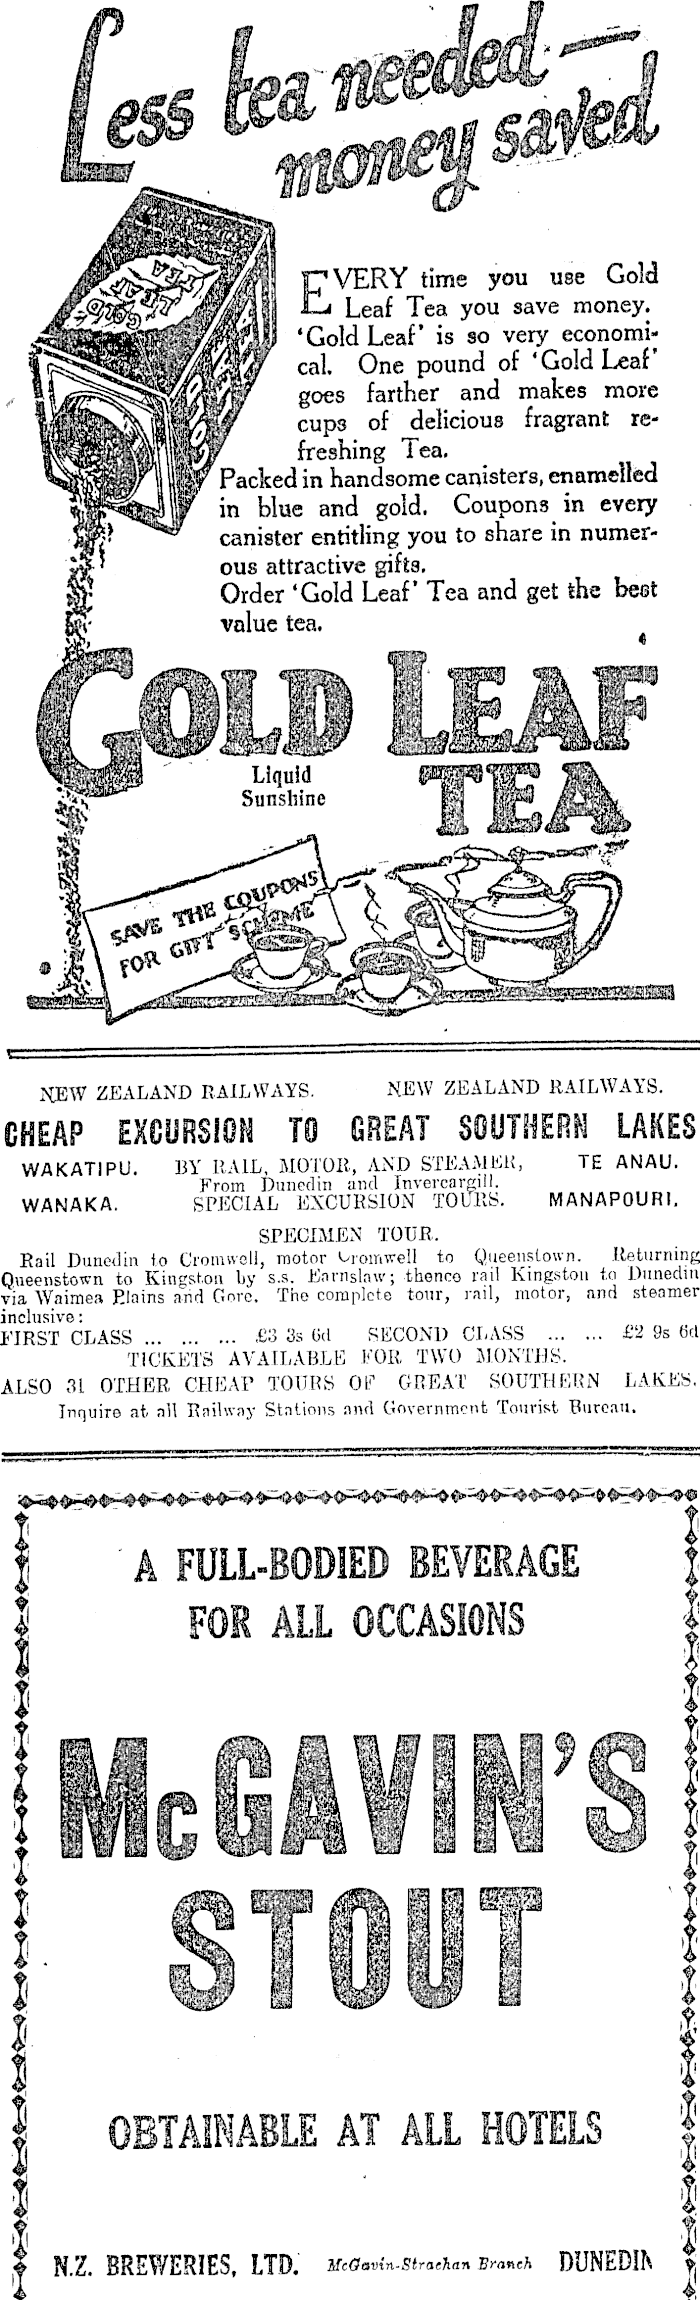 Less tea needed—
money saved
GOLD
LEAF
TEA
GOLD
LEAF
TEA
EVERY time you use Gold
Leaf Tea you save money.
‘Gold Leaf’ is so very economi-
cal. One pound of ‘Gold Leaf’
goes farther and makes more
cups of delicious fragrant re-
freshing Tea.
Packed in handsome canisters, enamelled
in blue and gold. Coupons in every
canister entitling you to share in numer-
ous attractive gifts.
Order ‘Gold Leaf’ Tea and get the best
value tea.
GOLD LEAF
Liquid
Sunshine
TEA
SAVE THE COUPONS
FOR GIFT SCHEME
NEW ZEALAND RAILWAYS. NEW ZEALAND RAILWAYS.
CHEAP EXCURSION TO GREAT SOUTHERN LAKES
WAKATIPU. BY RAIL, MOTOR, AND STEAMER, TE ANAU.
From Dunedin and Invercargill.
WANAKA. SPECIAL EXCURSION TOURS. MANAPOURI.
SPECIMEN TOUR.
Rail Dunedin to Cromwell, motor Cromwell to Queenstown. Returning
Queenstown to Kingston by s.s. Earnslaw; thence rail Kingston to Dunedin
via Waimea Plains and Gore. The complete tour, rail, motor, and steamer
inclusive:
FIRST CLASS ... ... ... £3 3s 6d SECOND CLASS ... ... £2 9s 6d
TICKETS AVAILABLE FOR TWO MONTHS.
ALSO 31 OTHER CHEAP TOURS OF GREAT SOUTHERN LAKES.
Inquire at all Railway Stations and Government Tourist Bureau.
A FULL-BODIED BEVERAGE
FOR ALL OCCASIONS
McGAVIN’S
STOUT
OBTAINABLE AT ALL HOTELS
N.Z. BREWERIES, LTD. McGavin-Strachan Branch DUNEDIN